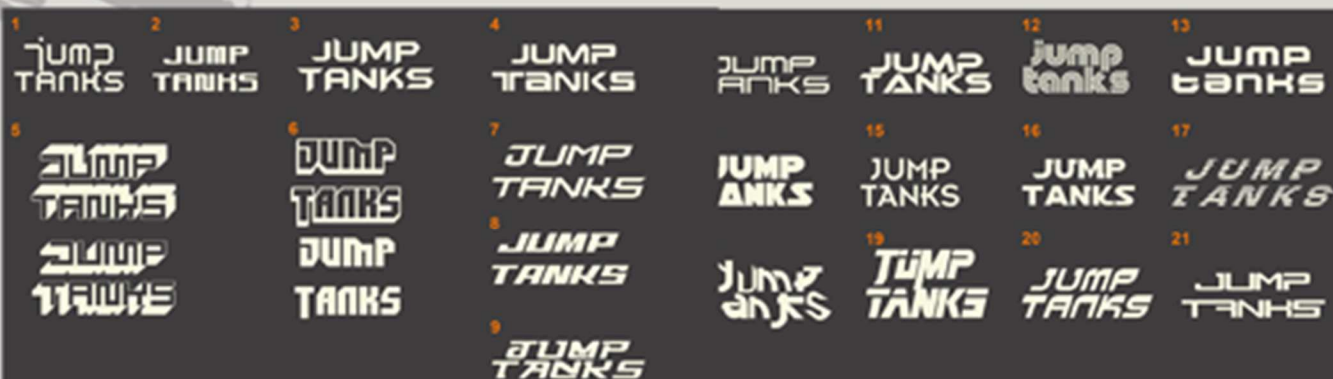 1 2 3 4 11 12 13
jump JUMP JUMP JUMP JUMP JUMP jump JUMP
TANKS TANKS TANKS TANKS ANKS TANKS tanks tanks
5 6 7 15 16 17
JUMP JUMP JUMP JUMP JUMP JUMP JUMP
TANKS TANKS TANKS ANKS TANKS TANKS TANKS
8 19 20 21
JUMP JUMP JUMP Jump JUMP JUMP JUMP
TANKS TANKS TANKS anks TANKS TANKS TANKS
9
JUMP
TANKS